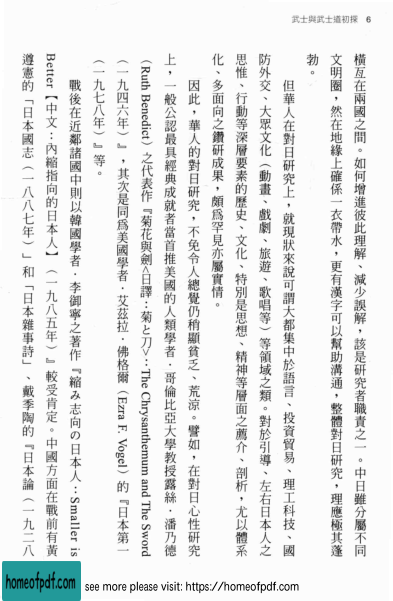 武士與武士道初探 6
橫亙在兩國之間。如何增進彼此理解、減少誤解，該是研究者職責之一。中日雖分屬不同
文明圈，然在地緣上確係一衣帶水，更有漢字可以幫助溝通，整體對日研究，理應極其蓬
勃。
但華人在對日研究上，就現狀來說可謂大都集中於語言、投資貿易、理工科技、國
防外交、大眾文化（動畫、戲劇、旅遊、歌唱等）等領域之類。對於引導、左右日本人之
思惟、行動等深層要素的歷史、文化、特別是思想、精神等層面之薦介、剖析，尤以體系
化、多面向之鑽研成果，頗爲罕見亦屬實情。
因此，華人的對日研究，不免令人總覺仍稍顯貧乏、荒凉。譬如，在對日心性研究
上，一般公認最具經典成就者當首推美國的人類學者．哥倫比亞大學教授露絲．潘乃德
(Ruth Benedict）之代表作『菊花與劍<日譯：菊と刀>：The Chrysanthemum and The Sword
（一九四六年）』，其次是同爲美國學者．艾茲拉．佛格爾（Ezra F. Vogel）的『日本第一
（一九七八年）』等。
戰後在近鄰諸國中則以韓國學者．李御寧之著作『縮み志向の日本人：Smaller is
Better【中文：內縮指向的日本人】（一九八五年）』較受肯定。中國方面在戰前有黃
遵憲的「日本國志（一八八七年）」和「日本雜事詩」、戴季陶的『日本論（一九二八
homeofpdf.com
see more please visit: https://homeofpdf.com